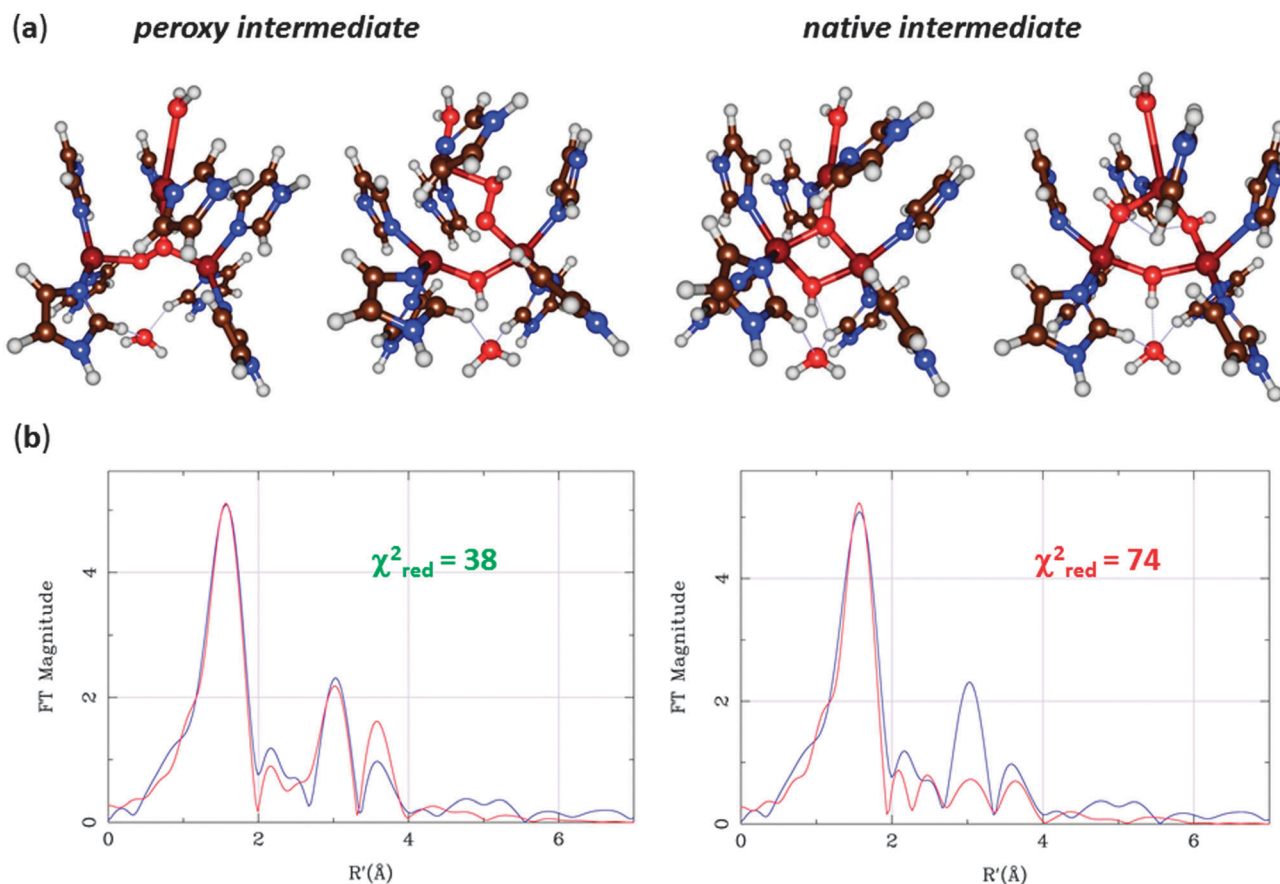 (a) peroxy intermediate native intermediate
(b)
χ²red = 38
χ²red = 74
FT Magnitude
4
2
0
0 2 4 6
R'(Å)
FT Magnitude
4
2
0
0 2 4 6
R'(Å)